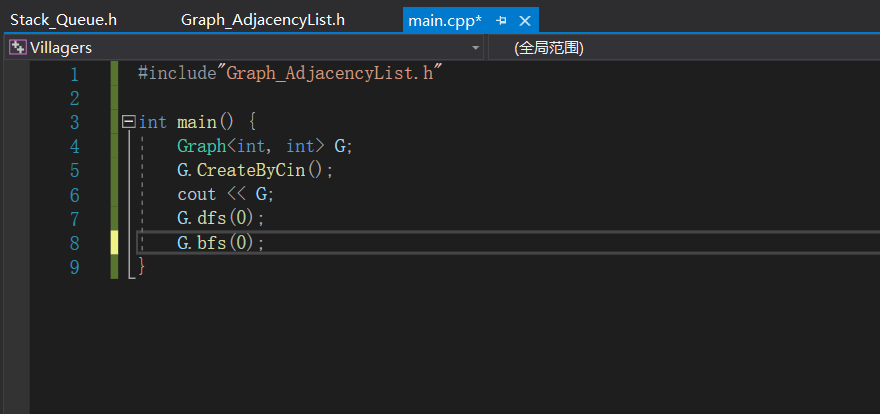 Stack_Queue.h Graph_AdjacencyList.h main.cpp*
Villagers (全局范围)
1 #include"Graph_AdjacencyList.h"
2
3 int main() {
4 Graph<int, int> G;
5 G.CreateByCin();
6 cout << G;
7 G.dfs(0);
8 G.bfs(0);
9 }